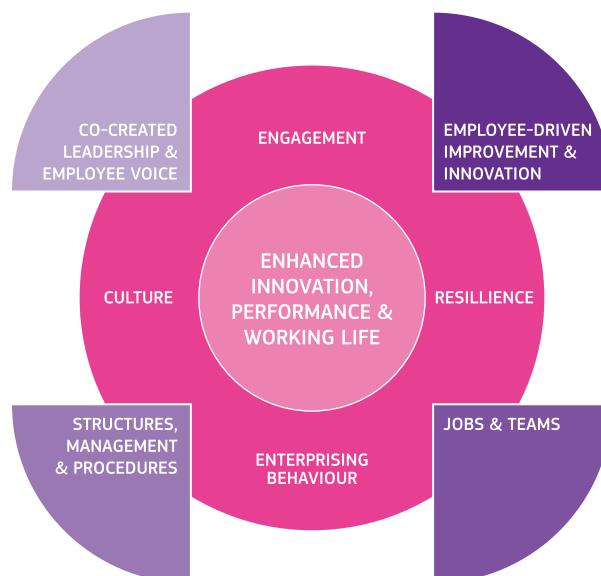 CO-CREATED
LEADERSHIP &
EMPLOYEE VOICE
ENGAGEMENT
EMPLOYEE-DRIVEN
IMPROVEMENT &
INNOVATION
CULTURE
ENHANCED
INNOVATION,
PERFORMANCE &
WORKING LIFE
RESILLIENCE
STRUCTURES,
MANAGEMENT
& PROCEDURES
ENTERPRISING
BEHAVIOUR
JOBS & TEAMS